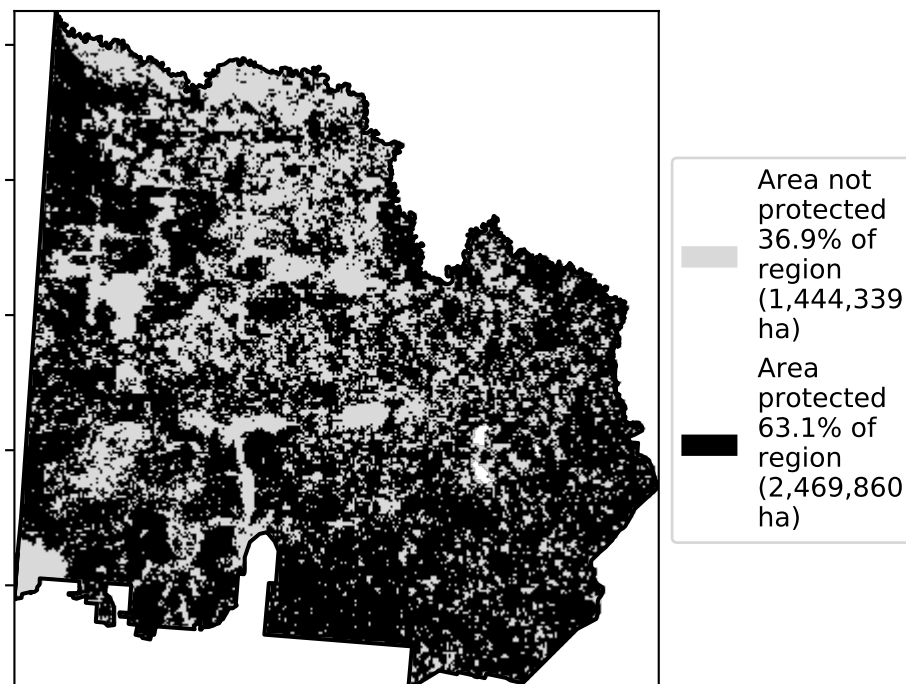 Area not
protected
36.9% of
region
(1,444,339
ha)
Area
protected
63.1% of
region
(2,469,860
ha)